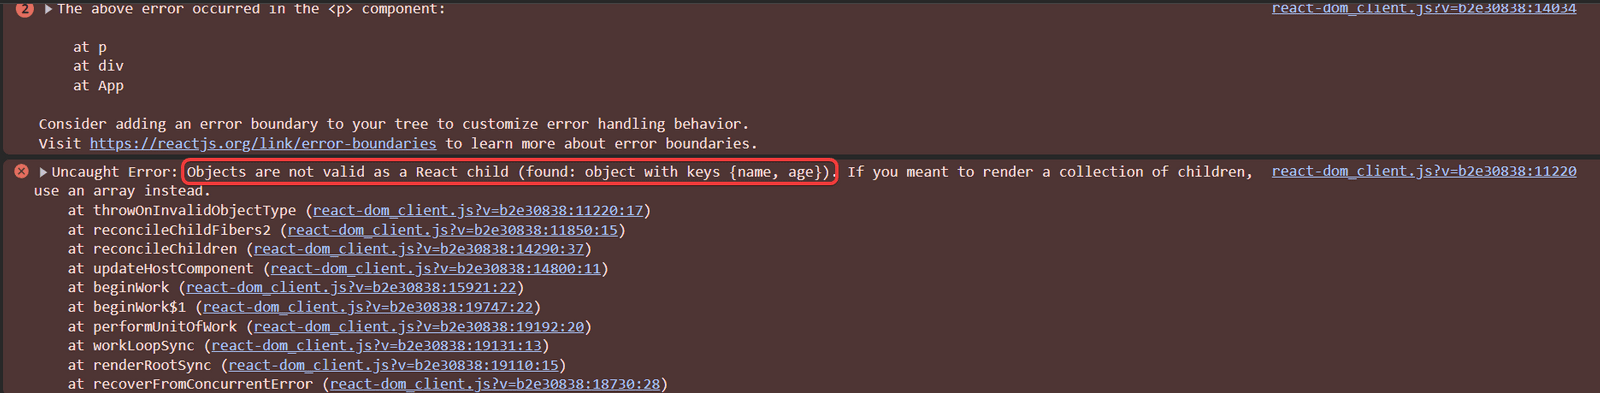 2 ▶The above error occurred in the <p> component: react-dom_client.js?v=b2e30838:14034
at p
at div
at App
Consider adding an error boundary to your tree to customize error handling behavior.
Visit https://reactjs.org/link/error-boundaries to learn more about error boundaries.
▶Uncaught Error: Objects are not valid as a React child (found: object with keys {name, age}). If you meant to render a collection of children, react-dom_client.js?v=b2e30838:11220
use an array instead.
at throwOnInvalidObjectType (react-dom_client.js?v=b2e30838:11220:17)
at reconcileChildFibers2 (react-dom_client.js?v=b2e30838:11850:15)
at reconcileChildren (react-dom_client.js?v=b2e30838:14290:37)
at updateHostComponent (react-dom_client.js?v=b2e30838:14800:11)
at beginWork (react-dom_client.js?v=b2e30838:15921:22)
at beginWork$1 (react-dom_client.js?v=b2e30838:19747:22)
at performUnitOfWork (react-dom_client.js?v=b2e30838:19192:20)
at workLoopSync (react-dom_client.js?v=b2e30838:19131:13)
at renderRootSync (react-dom_client.js?v=b2e30838:19110:15)
at recoverFromConcurrentError (react-dom_client.js?v=b2e30838:18730:28)